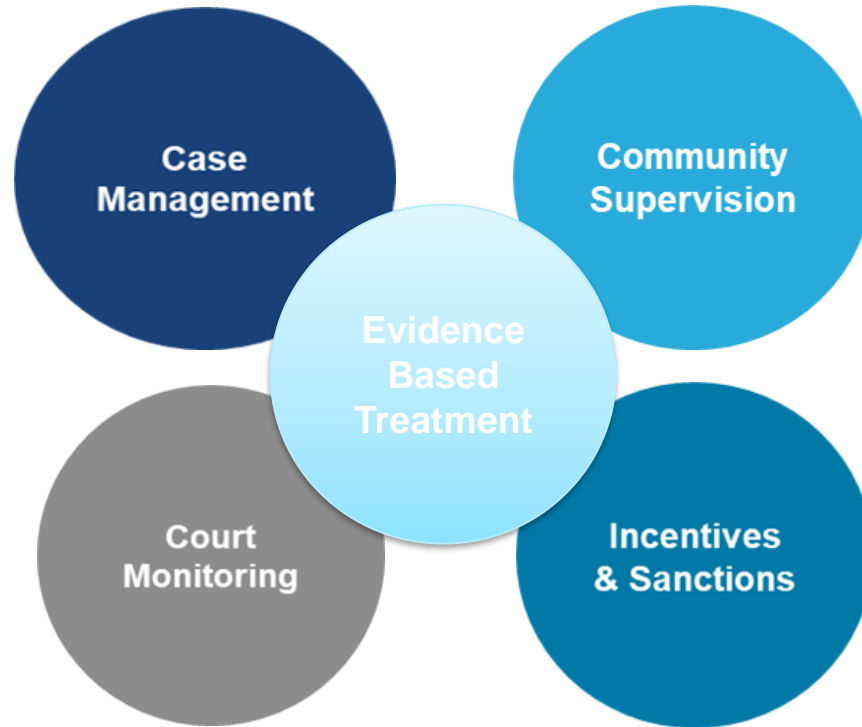 Case
Management
Community
Supervision
Evidence
Based
Treatment
Court
Monitoring
Incentives
& Sanctions